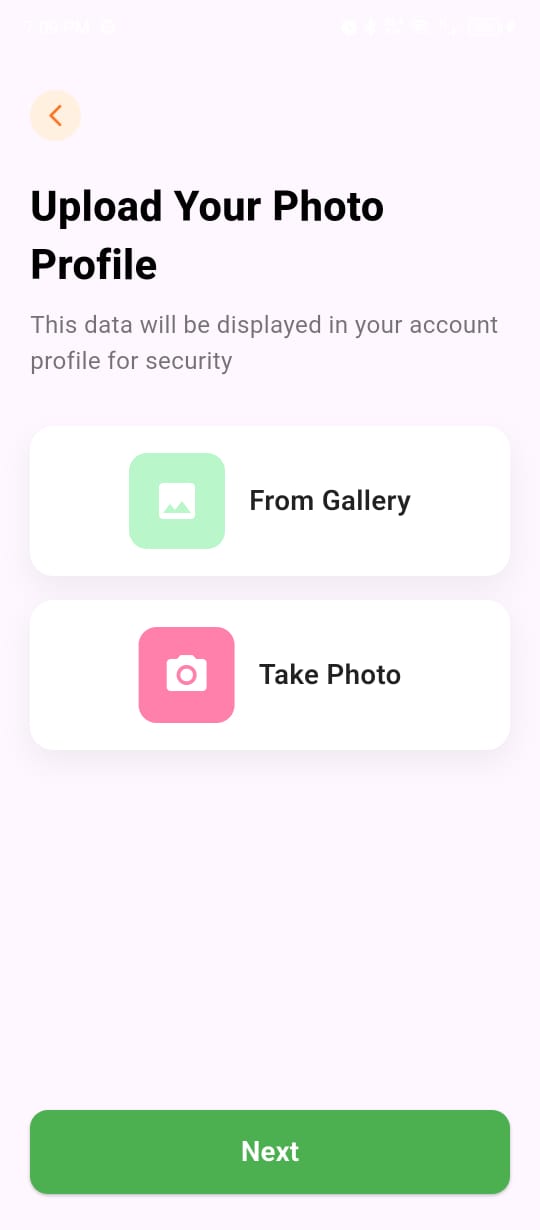 Upload Your Photo
Profile
This data will be displayed in your account
profile for security
From Gallery
Take Photo
Next